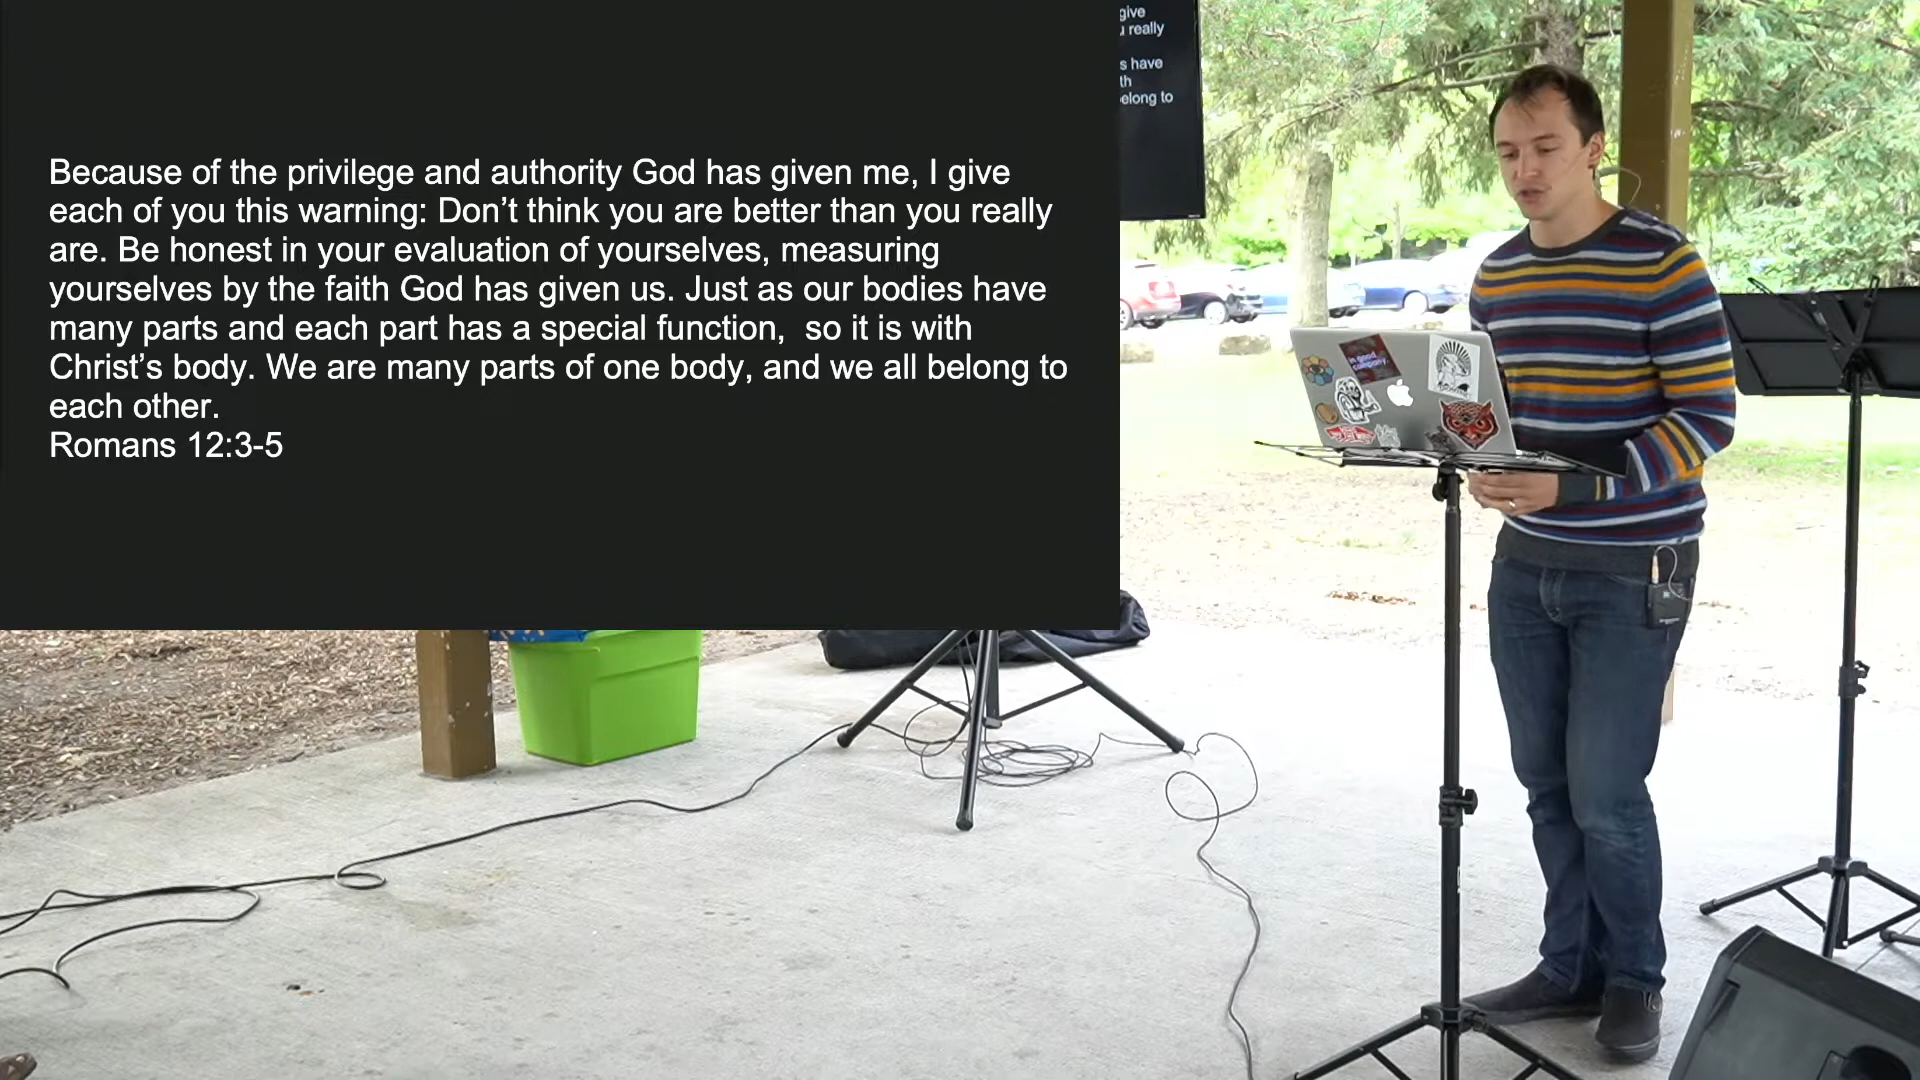 Because of the privilege and authority God has given me, I give
each of you this warning: Don’t think you are better than you really
are. Be honest in your evaluation of yourselves, measuring
yourselves by the faith God has given us. Just as our bodies have
many parts and each part has a special function,  so it is with
Christ’s body. We are many parts of one body, and we all belong to
each other.
Romans 12:3-5
give
really
s have
th
elong to
in good
company.